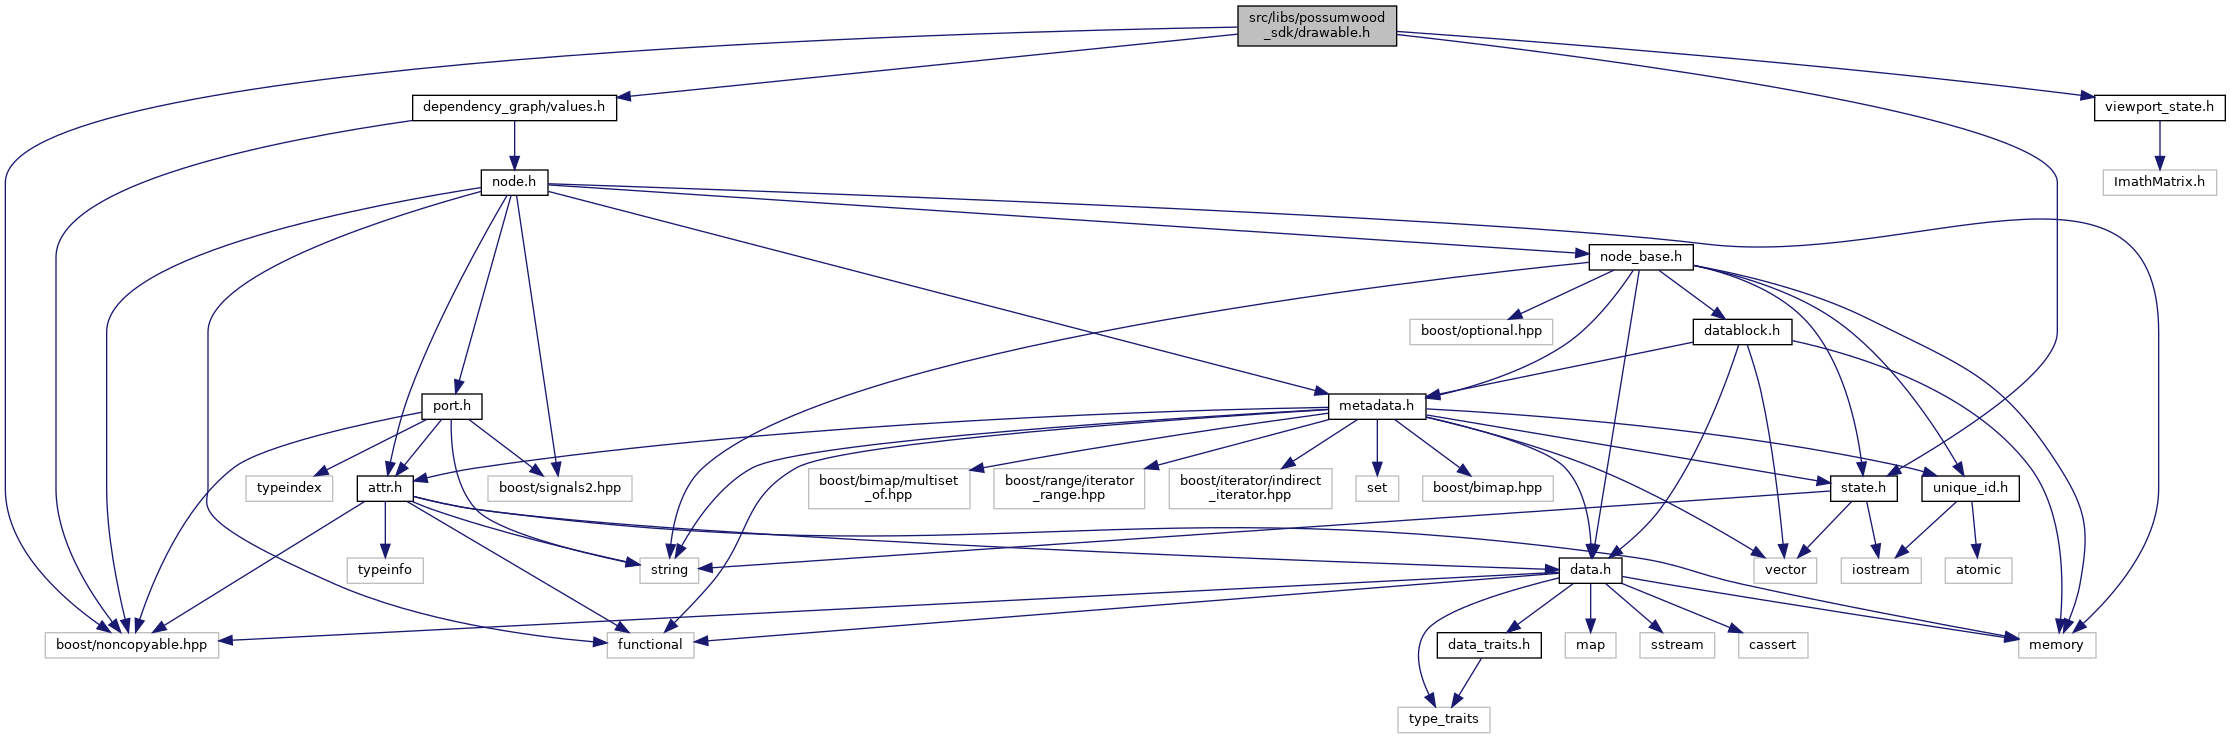 src/libs/possumwood
_sdk/drawable.h
dependency_graph/values.h
viewport_state.h
node.h
ImathMatrix.h
node_base.h
boost/optional.hpp
datablock.h
port.h
metadata.h
typeindex
attr.h
boost/signals2.hpp
boost/bimap/multiset
_of.hpp
boost/range/iterator
_range.hpp
boost/iterator/indirect
_iterator.hpp
set
boost/bimap.hpp
state.h
unique_id.h
typeinfo
string
data.h
vector
iostream
atomic
boost/noncopyable.hpp
functional
data_traits.h
map
sstream
cassert
memory
type_traits